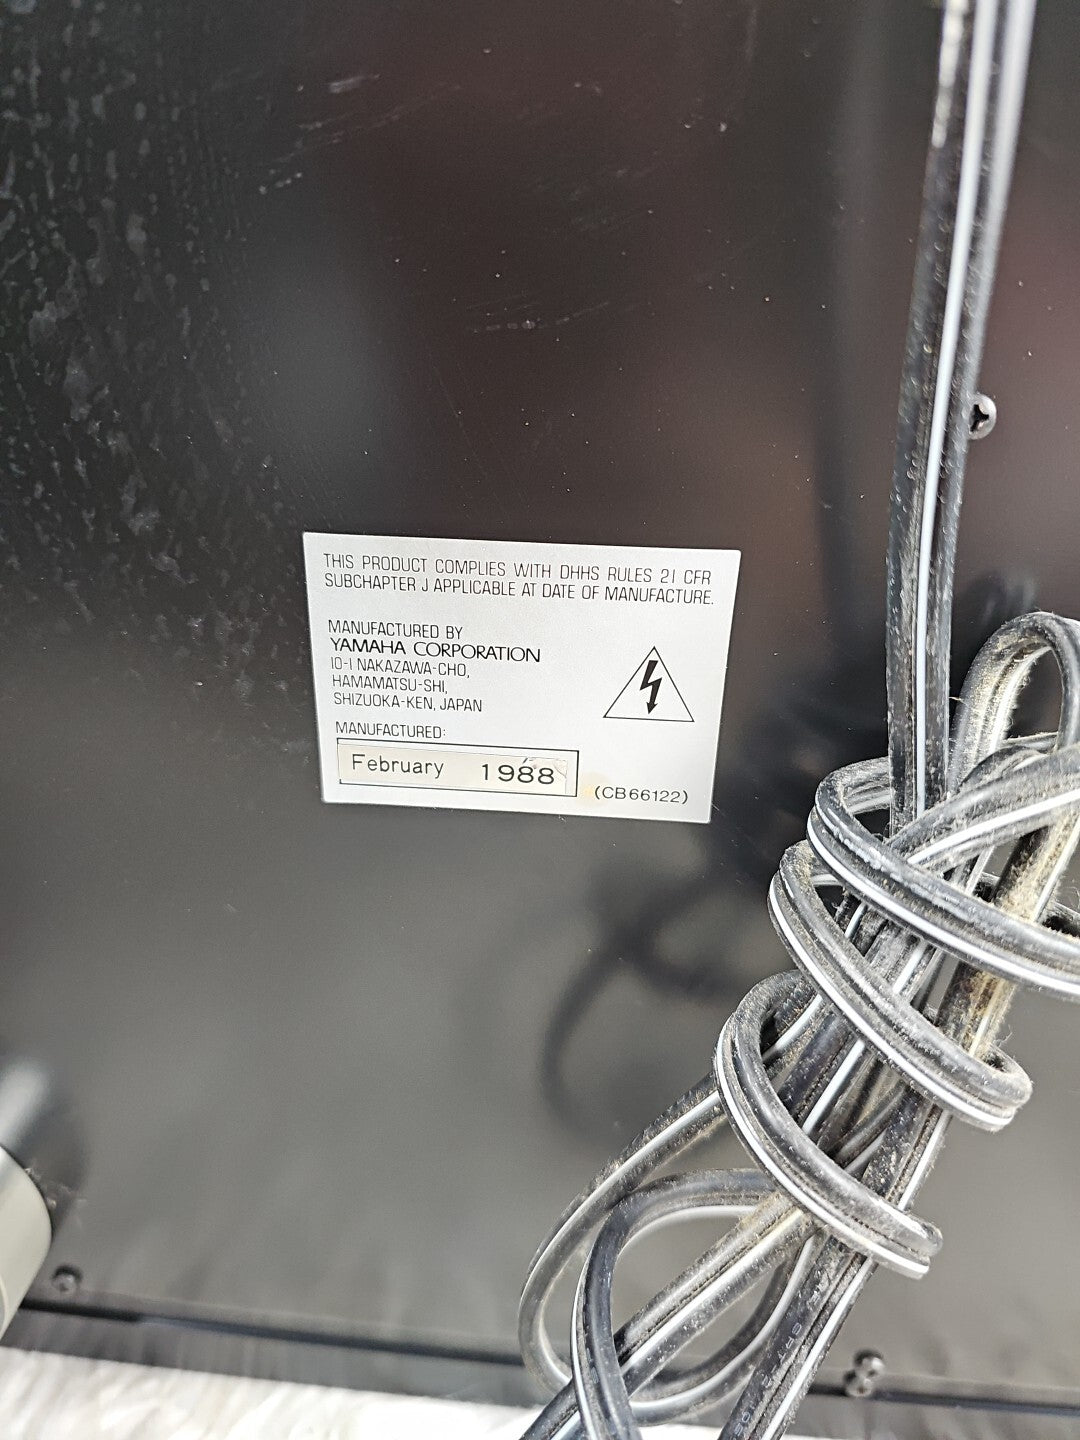 THIS PRODUCT COMPLIES WITH DHHS RULES 21 CFR
SUBCHAPTER J APPLICABLE AT DATE OF MANUFACTURE.
MANUFACTURED BY
YAMAHA CORPORATION
10-1 NAKAZAWA-CHO,
HAMAMATSU-SHI,
SHIZUOKA-KEN, JAPAN
MANUFACTURED:
February 1988
(CB66122)